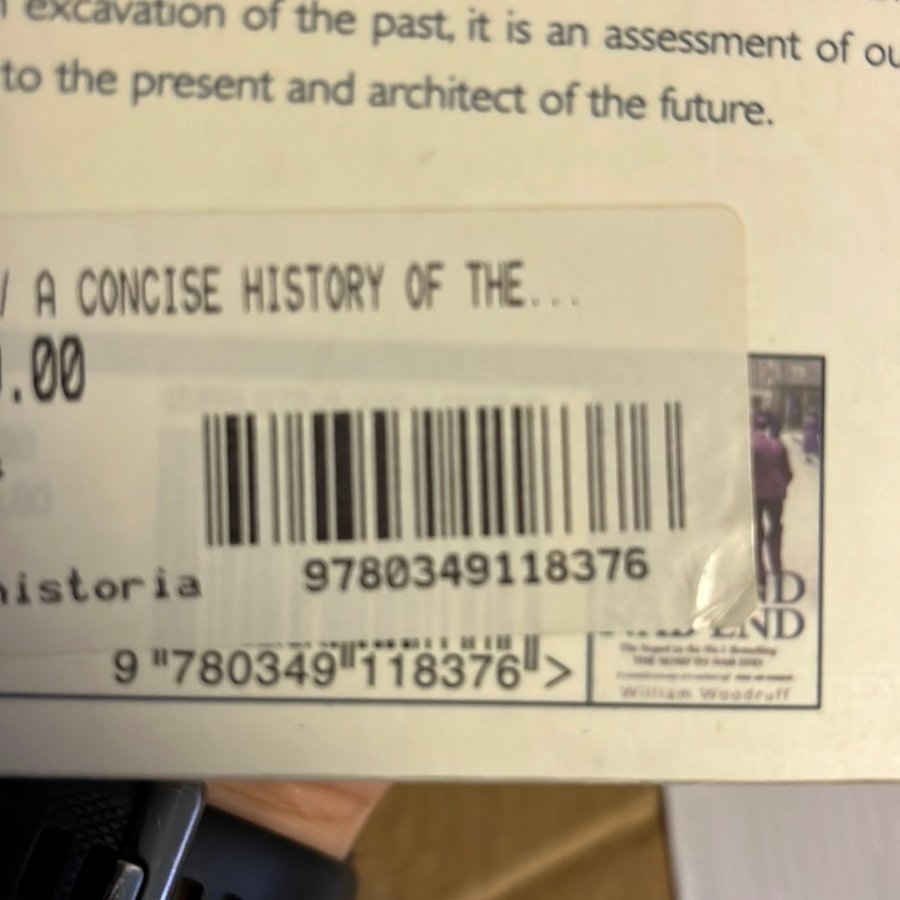 excavation of the past, it is an assessment of ou
to the present and architect of the future.
/ A CONCISE HISTORY OF THE...
.00
historia
9780349118376
9 "780349"118376">
END
William Woodruff